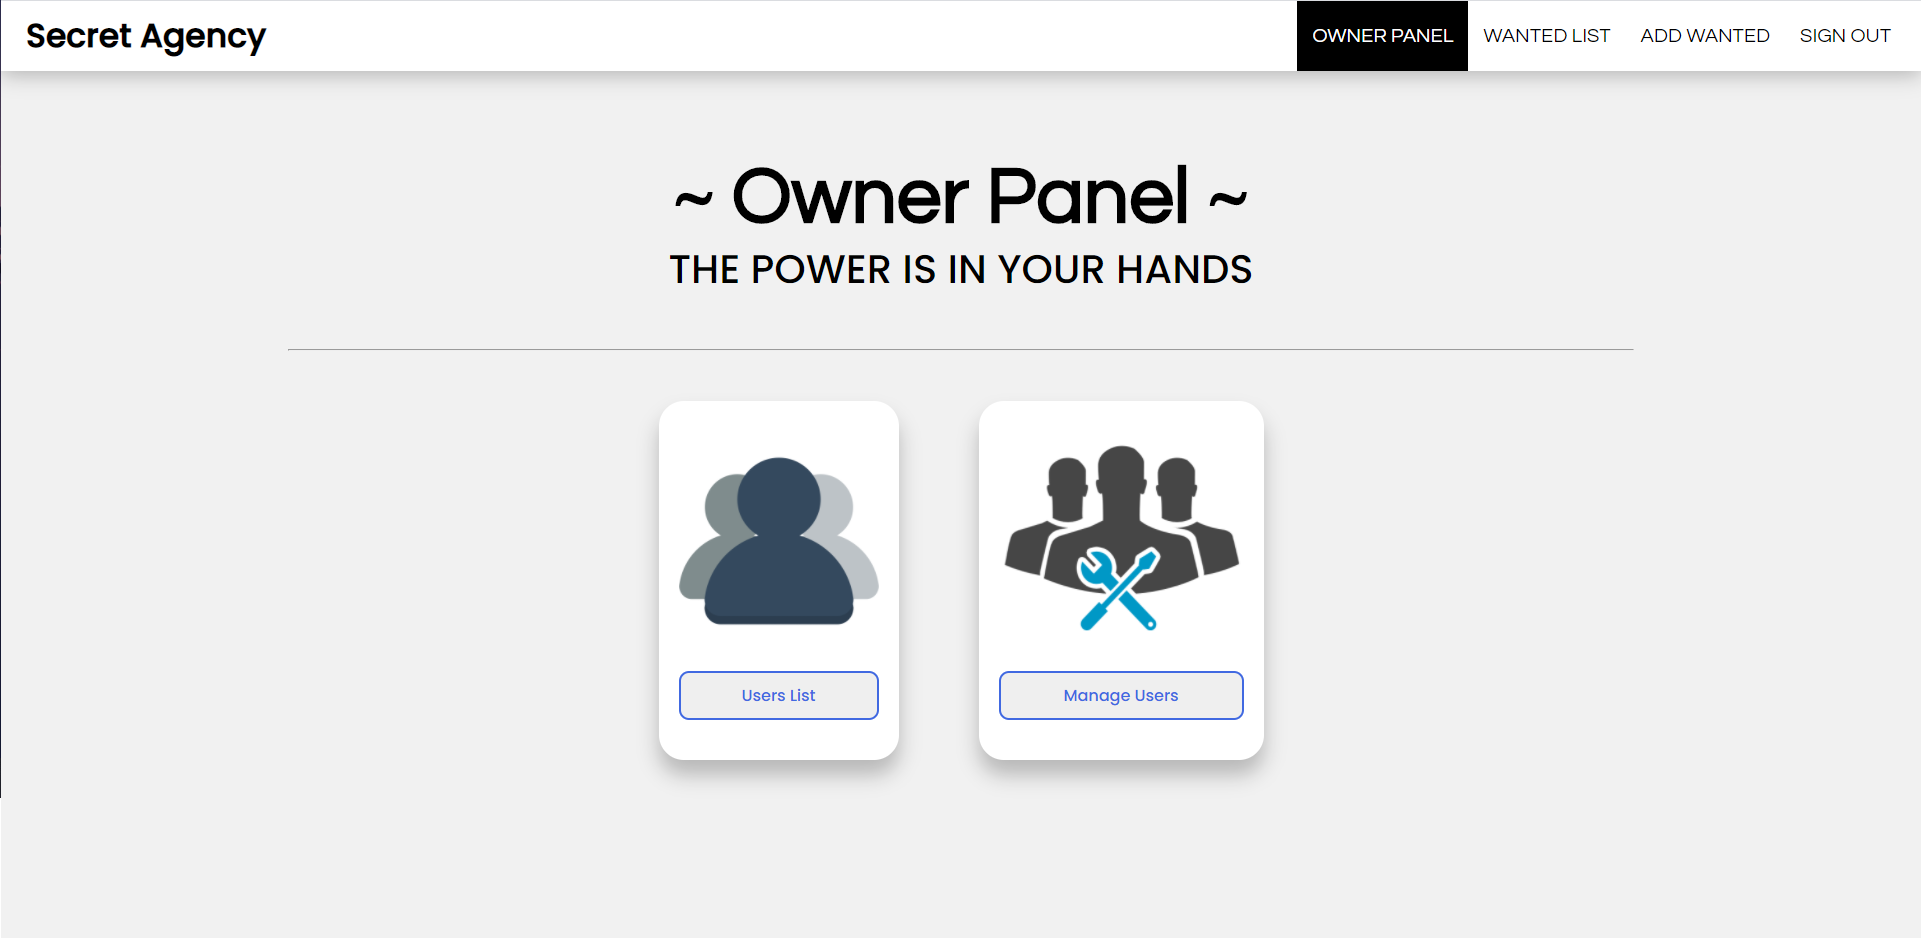 Secret Agency
OWNER PANEL WANTED LIST ADD WANTED SIGN OUT
~ Owner Panel ~
THE POWER IS IN YOUR HANDS
Users List
Manage Users